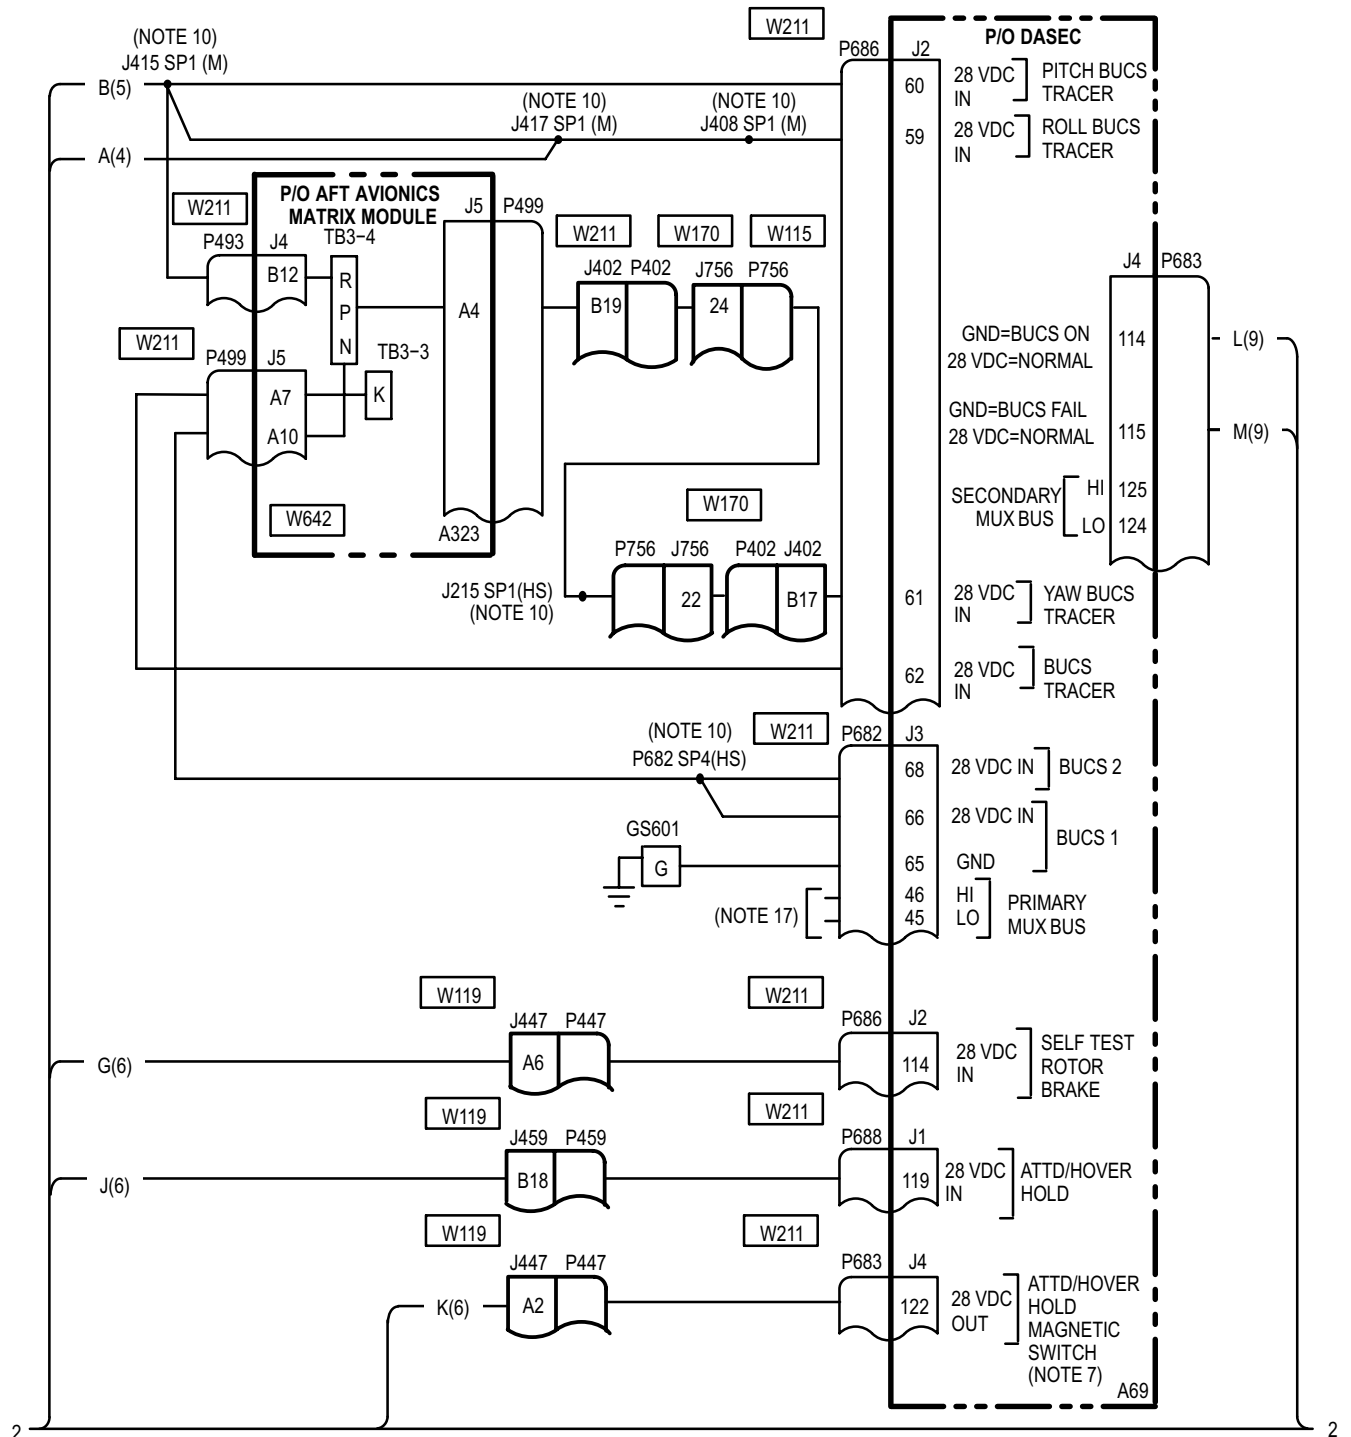 W211
P/O DASEC
(NOTE 10)
J415 SP1 (M)
P686 J2
B(5)
60 28 VDC IN PITCH BUCS TRACER
(NOTE 10)
J417 SP1 (M)
(NOTE 10)
J408 SP1 (M)
59 28 VDC IN ROLL BUCS TRACER
A(4)
P/O AFT AVIONICS
MATRIX MODULE
W211
J5 P499
TB3−4
W211 W170 W115
P493 J4
B12
R
P
N
A4
J402 P402 J756 P756
B19
24
J4 P683
W211
P499 J5
TB3−3
A7
K
A10
GND=BUCS ON
28 VDC=NORMAL
114
L(9)
GND=BUCS FAIL
28 VDC=NORMAL
115
M(9)
SECONDARY
MUX BUS
HI 125
LO 124
W642
A323
W170
P756 J756 P402 J402
J215 SP1(HS)
(NOTE 10)
22
B17
61 28 VDC IN YAW BUCS TRACER
62 28 VDC IN BUCS TRACER
(NOTE 10)
P682 SP4(HS)
W211
P682 J3
68 28 VDC IN BUCS 2
66 28 VDC IN
BUCS 1
GS601
G
65 GND
46 HI
45 LO
PRIMARY
MUX BUS
(NOTE 17)
W119
W211
J447 P447
P686 J2
G(6)
A6
114 28 VDC IN
SELF TEST
ROTOR
BRAKE
W119
W211
J459 P459
P688 J1
J(6)
B18
119 28 VDC IN
ATTD/HOVER
HOLD
W119
W211
J447 P447
P683 J4
K(6)
A2
122 28 VDC OUT
ATTD/HOVER
HOLD
MAGNETIC
SWITCH
(NOTE 7)
A69
2
2